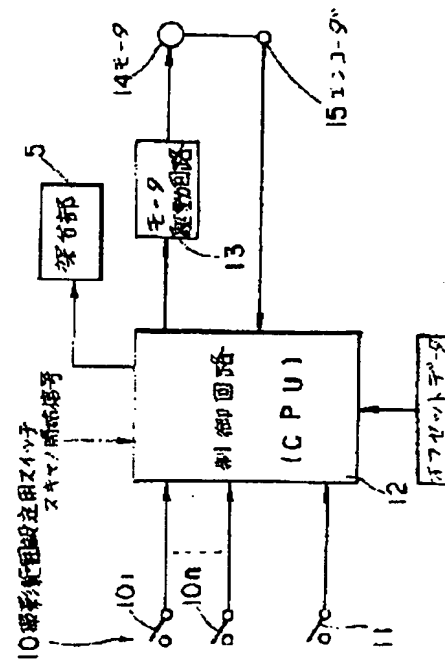 10撮影範囲設定用スイッチ
スキャン開始信号
101
10n
11
制御回路
(CPU)
12
オフセットデータ
5
モータ
駆動回路
13
14モータ
15エンコーダ